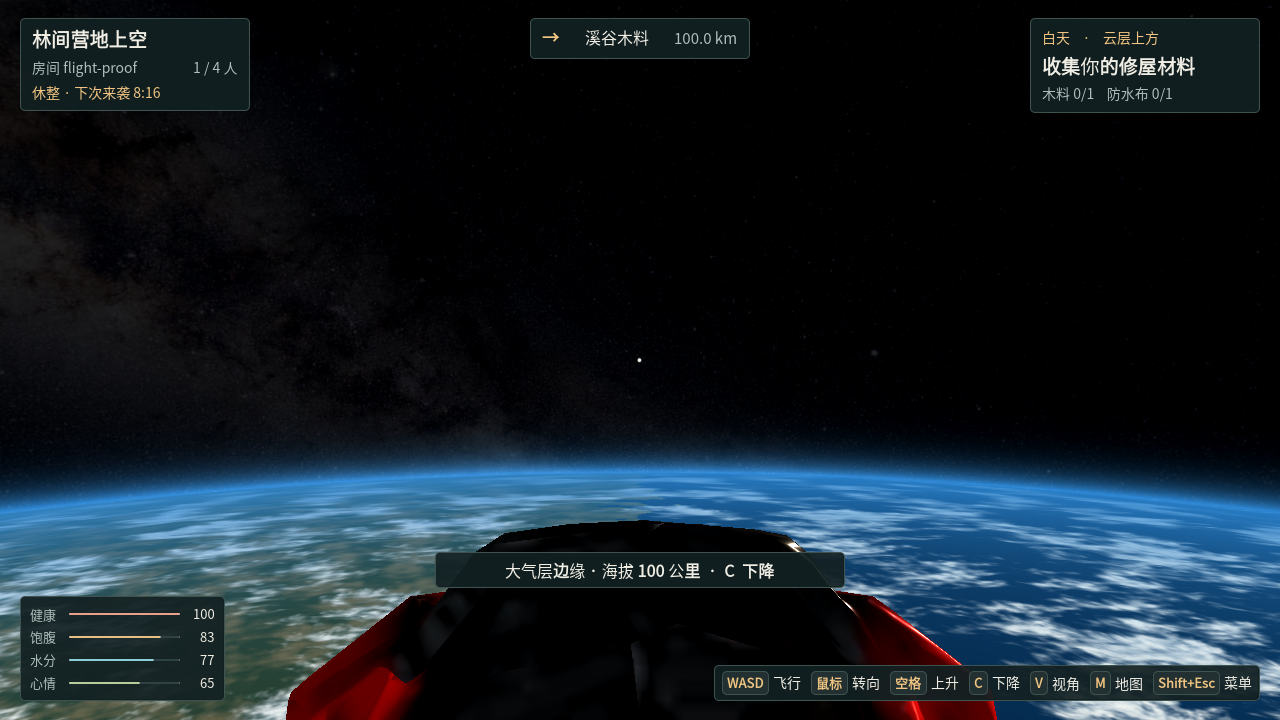 林间营地上空
房间 flight-proof 1 / 4 人
休整 · 下次来袭 8:16
→ 溪谷木料 100.0 km
白天 · 云层上方
收集你的修屋材料
木料 0/1 防水布 0/1
大气层边缘 · 海拔 100 公里 · C 下降
健康 100
饱腹 83
水分 77
心情 65
WASD 飞行 鼠标 转向 空格 上升 C 下降 V 视角 M 地图 Shift+Esc 菜单